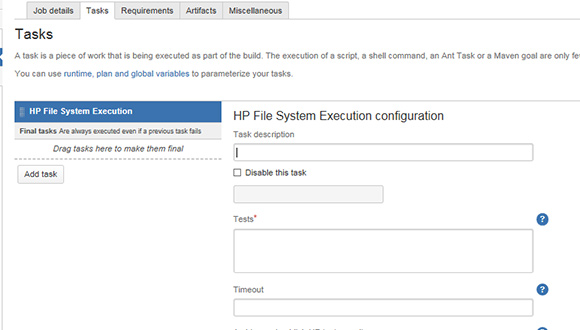 Job details Tasks Requirements Artifacts Miscellaneous
Tasks
A task is a piece of work that is being executed as part of the build. The execution of a script, a shell command, an Ant Task or a Maven goal are only few
You can use runtime, plan and global variables to parameterize your tasks.
HP File System Execution
Final tasks Are always executed even if a previous task fails
Drag tasks here to make them final
Add task
HP File System Execution configuration
Task description
Disable this task
Tests*
?
Timeout
?